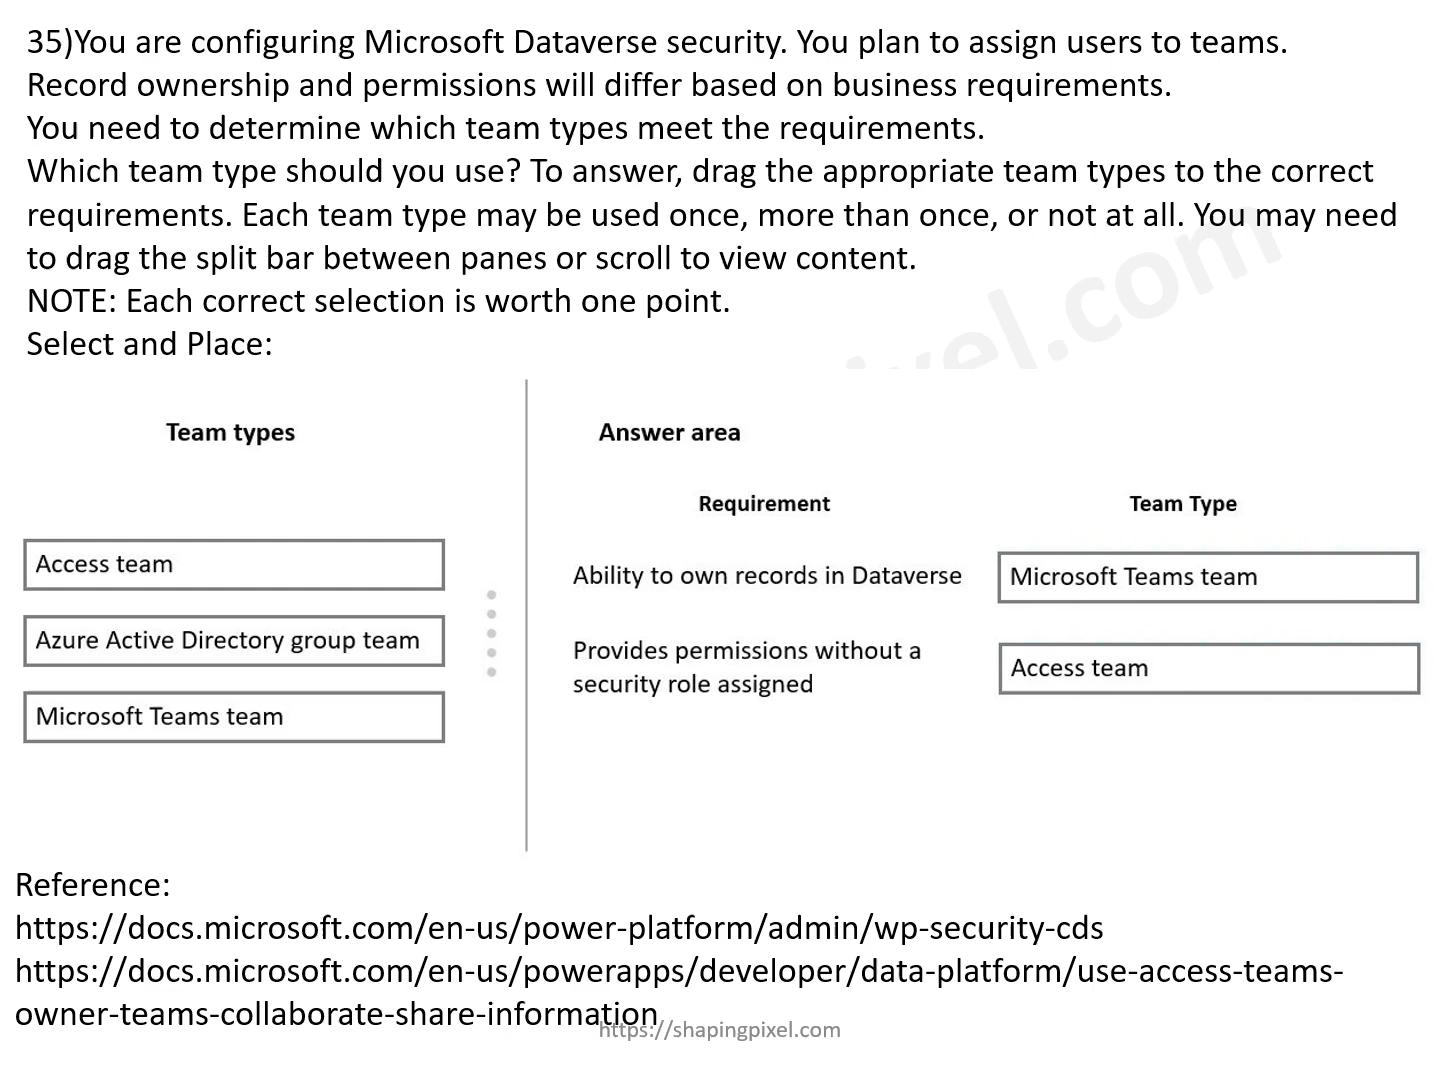 35)You are configuring Microsoft Dataverse security. You plan to assign users to teams.
Record ownership and permissions will differ based on business requirements.
You need to determine which team types meet the requirements.
Which team type should you use? To answer, drag the appropriate team types to the correct
requirements. Each team type may be used once, more than once, or not at all. You may need
to drag the split bar between panes or scroll to view content.
NOTE: Each correct selection is worth one point.
Select and Place:
Team types
Access team
Azure Active Directory group team
Microsoft Teams team
Answer area
Requirement
Team Type
Ability to own records in Dataverse
Microsoft Teams team
Provides permissions without a
security role assigned
Access team
Reference:
https://docs.microsoft.com/en-us/power-platform/admin/wp-security-cds
https://docs.microsoft.com/en-us/powerapps/developer/data-platform/use-access-teams-
owner-teams-collaborate-share-information
https://shapingpixel.com